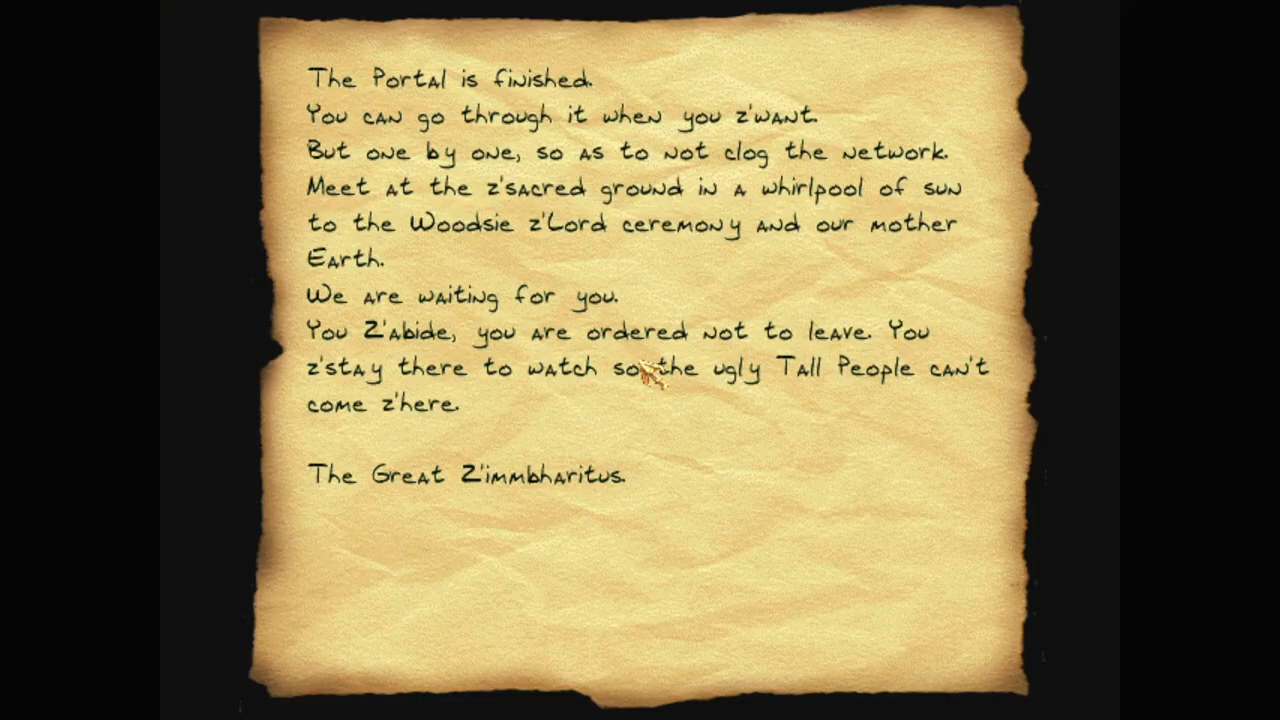 The Portal is finished.
You can go through it when you z'want.
But one by one, so as to not clog the network.
Meet at the z'sacred ground in a whirlpool of sun
to the Woodsie z'Lord ceremony and our mother
Earth.
We are waiting for you.
You Z'abide, you are ordered not to leave. You
z'stay there to watch so the ugly Tall People can't
come z'here.
The Great Z'immbharitus.